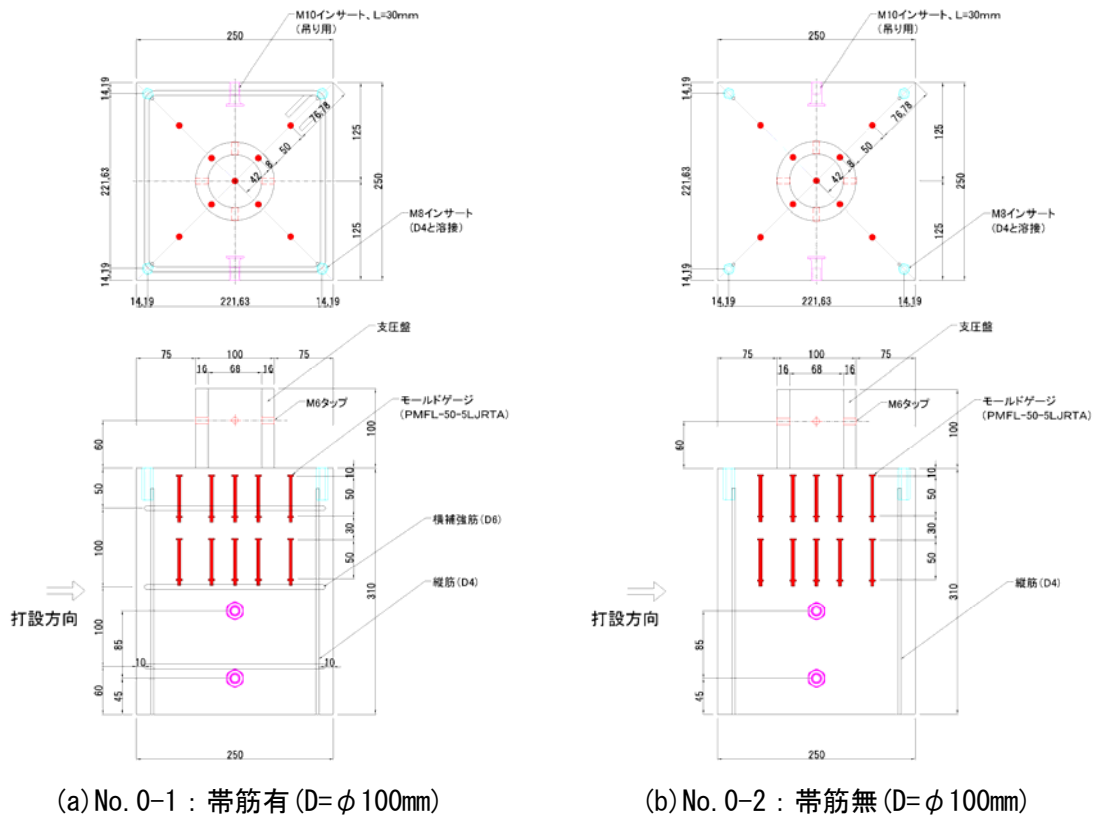 M10インサート、L=30mm
(吊り用)
250
14,19
76,78
50
8
42
125
221,63
250
125
M8インサート
(D4と溶接)
14,19
14,19
221,63
14,19
支圧盤
75
100
75
16
68
16
M6タップ
モールドゲージ
(PMFL-50-5LJRTA)
60
100
50
10
50
30
50
横補強筋(D6)
100
打設方向
310
縦筋(D4)
100
85
10
10
60
45
250
(a)No.0-1：帯筋有(D=φ100mm)
M10インサート、L=30mm
(吊り用)
250
14,19
76,78
50
8
42
125
221,63
250
125
M8インサート
(D4と溶接)
14,19
14,19
221,63
14,19
支圧盤
75
100
75
16
68
16
M6タップ
モールドゲージ
(PMFL-50-5LJRTA)
60
100
10
50
30
50
打設方向
310
縦筋(D4)
85
45
250
(b)No.0-2：帯筋無(D=φ100mm)